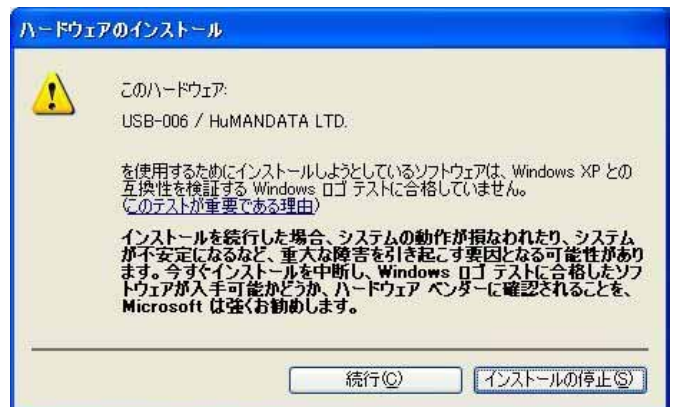 ハードウェアのインストール
このハードウェア:
USB-006 / HuMANDATA LTD.
を使用するためにインストールしようとしているソフトウェアは、Windows XP との
互換性を検証する Windows ロゴ テストに合格していません。
(このテストが重要である理由)
インストールを続行した場合、システムの動作が損なわれたり、システム
が不安定になるなど、重大な障害を引き起こす要因となる可能性があり
ます。今すぐインストールを中断し、Windows ロゴ テストに合格したソフ
トウェアが入手可能かどうか、ハードウェア ベンダーに確認されることを、
Microsoft は強くお勧めします。
続行(C)
インストールの停止(S)